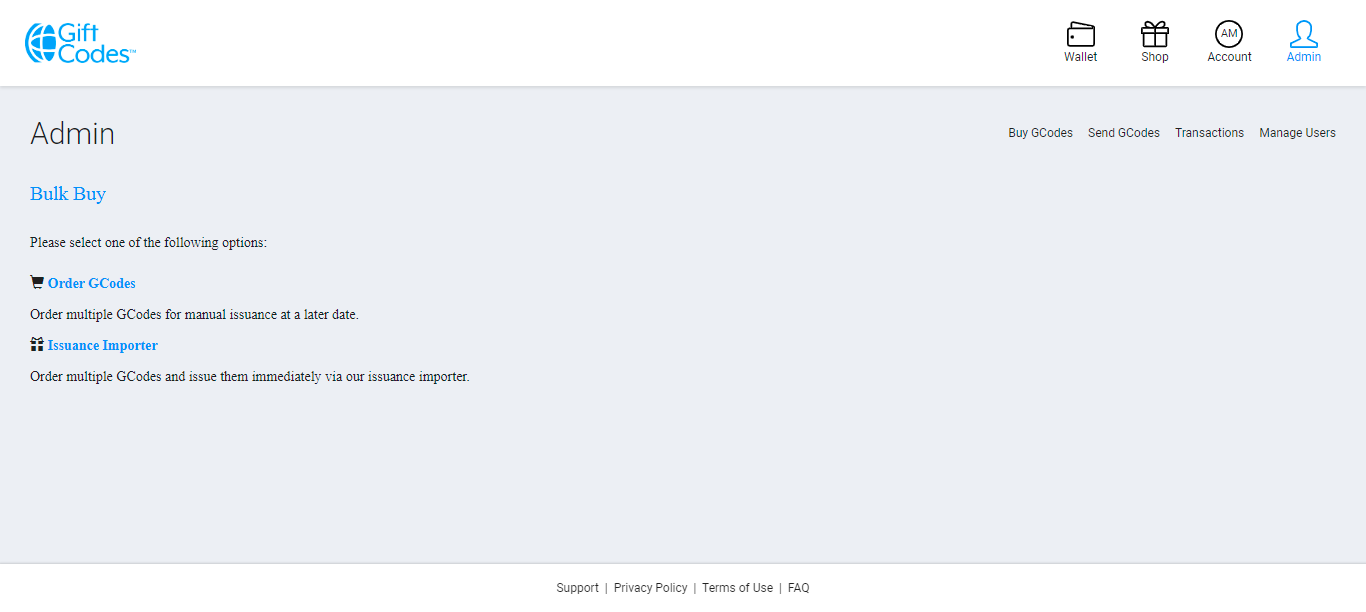 Gift
Codes™
Wallet
Shop
AM
Account
Admin
Admin
Buy GCodes
Send GCodes
Transactions
Manage Users
Bulk Buy
Please select one of the following options:
Order GCodes
Order multiple GCodes for manual issuance at a later date.
Issuance Importer
Order multiple GCodes and issue them immediately via our issuance importer.
Support | Privacy Policy | Terms of Use | FAQ